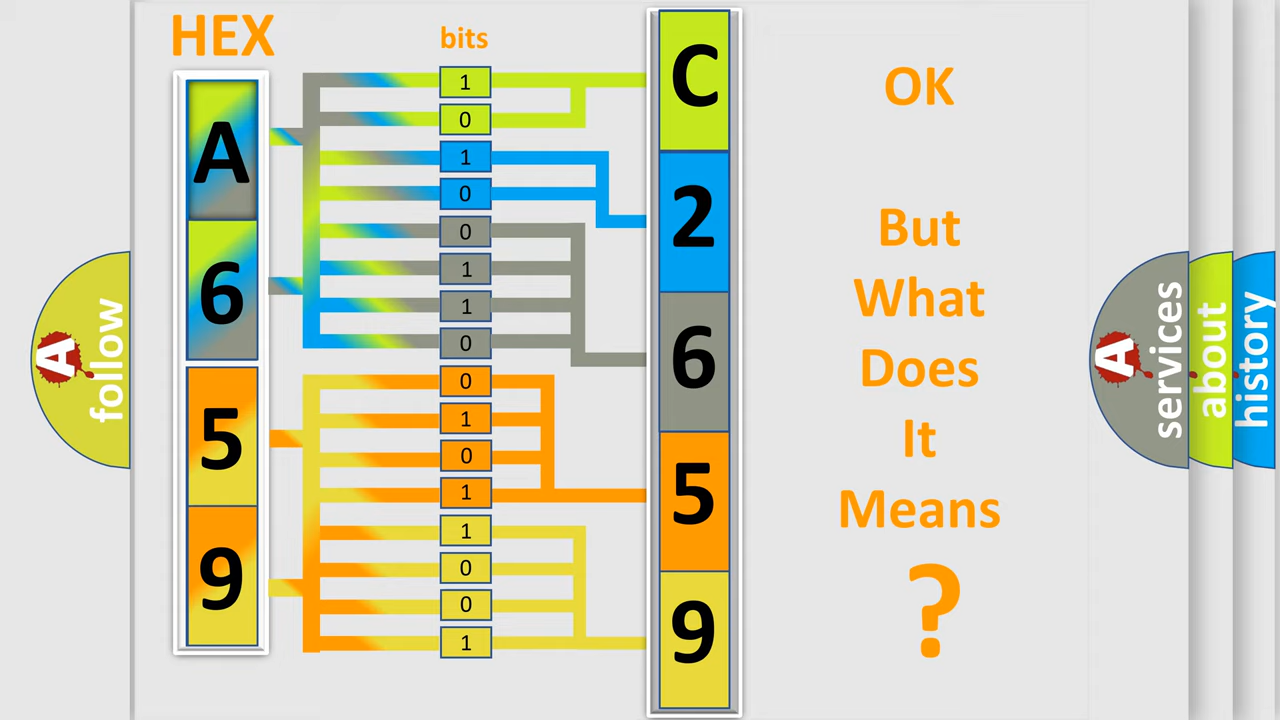 HEX
bits
A
6
5
9
1
0
1
0
0
1
1
0
0
1
0
1
1
0
0
1
C
2
6
5
9
OK
But
What
Does
It
Means
?
A
follow
A
services
about
history